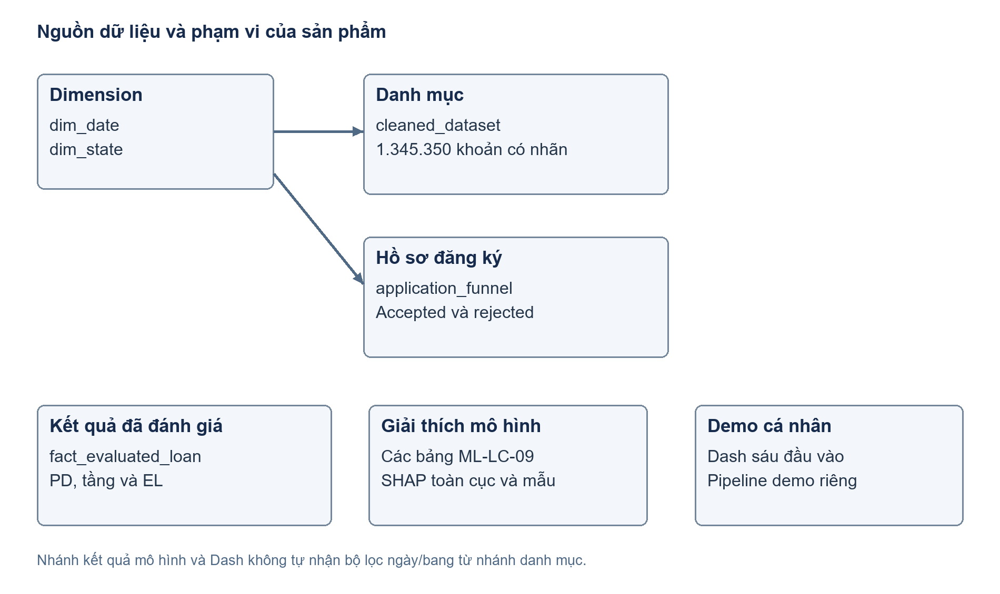 Nguồn dữ liệu và phạm vi của sản phẩm
Dimension
dim_date
dim_state
Danh mục
cleaned_dataset
1.345.350 khoản có nhãn
Hồ sơ đăng ký
application_funnel
Accepted và rejected
Kết quả đã đánh giá
fact_evaluated_loan
PD, tầng và EL
Giải thích mô hình
Các bảng ML-LC-09
SHAP toàn cục và mẫu
Demo cá nhân
Dash sáu đầu vào
Pipeline demo riêng
Nhánh kết quả mô hình và Dash không tự nhận bộ lọc ngày/bang từ nhánh danh mục.